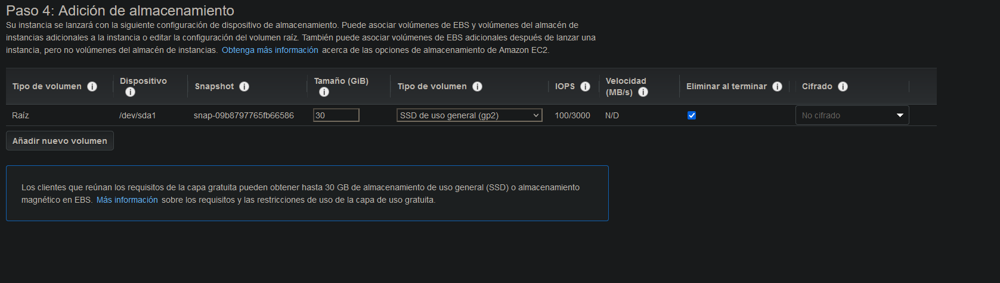 Paso 4: Adición de almacenamiento
Su instancia se lanzará con la siguiente configuración de dispositivo de almacenamiento. Puede asociar volúmenes de EBS y volúmenes del almacén de
instancias adicionales a la instancia o editar la configuración del volumen raíz. También puede asociar volúmenes de EBS adicionales después de lanzar una
instancia, pero no volúmenes del almacén de instancias. Obtenga más información acerca de las opciones de almacenamiento de Amazon EC2.
Tipo de volumen i Dispositivo i Snapshot i Tamaño (GiB) i Tipo de volumen i IOPS i Velocidad (MB/s) i Eliminar al terminar i Cifrado i
Raíz /dev/sda1 snap-09b8797765fb66586 30 SSD de uso general (gp2) 100/3000 N/D No cifrado
Añadir nuevo volumen
Los clientes que reúnan los requisitos de la capa gratuita pueden obtener hasta 30 GB de almacenamiento de uso general (SSD) o almacenamiento
magnético en EBS. Más información sobre los requisitos y las restricciones de uso de la capa de uso gratuita.